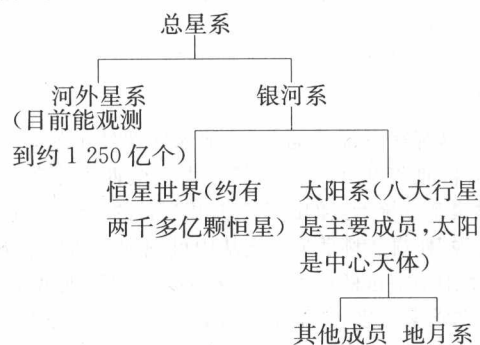 总星系
河外星系
(目前能观测
到约 1 250 亿个)
银河系
恒星世界(约有
两千多亿颗恒星)
太阳系(八大行星
是主要成员,太阳
是中心天体)
其他成员
地月系